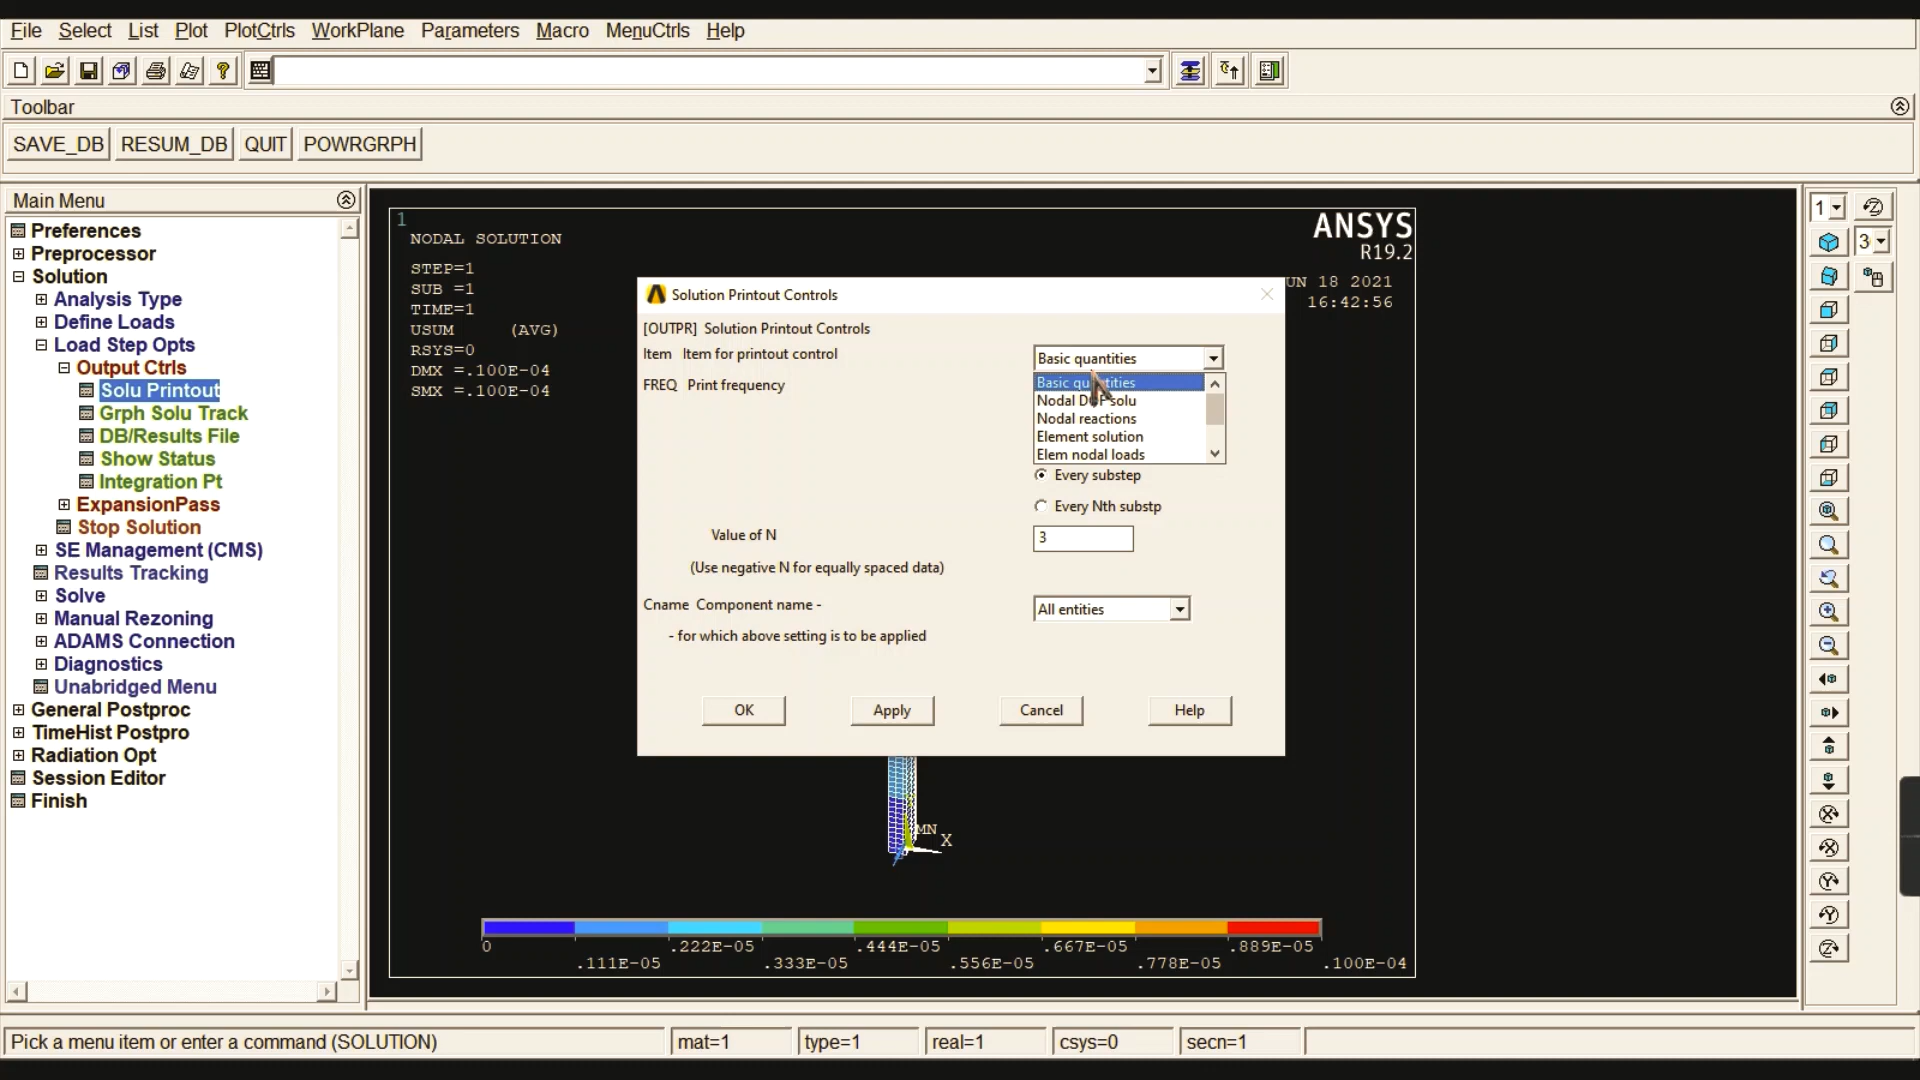 File Select List Plot PlotCtrls WorkPlane Parameters Macro MenuCtrls Help
Toolbar
SAVE_DB RESUM_DB QUIT POWRGRPH
Main Menu
Preferences
Preprocessor
Solution
Analysis Type
Define Loads
Load Step Opts
Output Ctrls
Solu Printout
Grph Solu Track
DB/Results File
Show Status
Integration Pt
ExpansionPass
Stop Solution
SE Management (CMS)
Results Tracking
Solve
Manual Rezoning
ADAMS Connection
Diagnostics
Unabridged Menu
General Postproc
TimeHist Postpro
Radiation Opt
Session Editor
Finish
1
NODAL SOLUTION
STEP=1
SUB =1
TIME=1
USUM (AVG)
RSYS=0
DMX =.100E-04
SMX =.100E-04
ANSYS
R19.2
UN 18 2021
16:42:56
Solution Printout Controls
[OUTPR] Solution Printout Controls
Item Item for printout control
Basic quantities
FREQ Print frequency
Basic quantities
Nodal DOF solu
Nodal reactions
Element solution
Elem nodal loads
Every substep
Every Nth substp
Value of N
3
(Use negative N for equally spaced data)
Cname Component name -
All entities
- for which above setting is to be applied
OK Apply Cancel Help
MN
X
0 .222E-05 .444E-05 .667E-05 .889E-05
.111E-05 .333E-05 .556E-05 .778E-05 .100E-04
1
3
Pick a menu item or enter a command (SOLUTION) mat=1 type=1 real=1 csys=0 secn=1